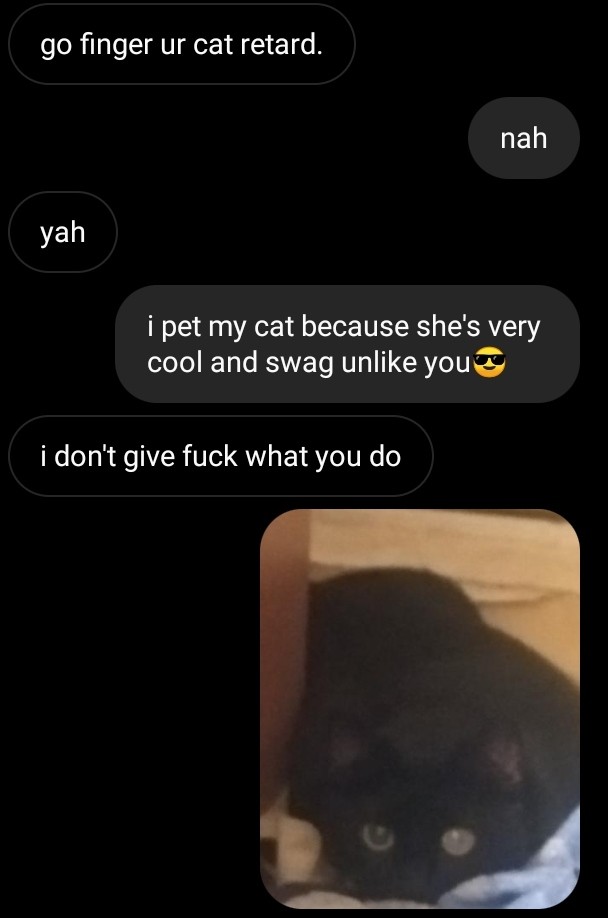 go finger ur cat retard.
nah
yah
i pet my cat because she's very
cool and swag unlike you😎
i don't give fuck what you do